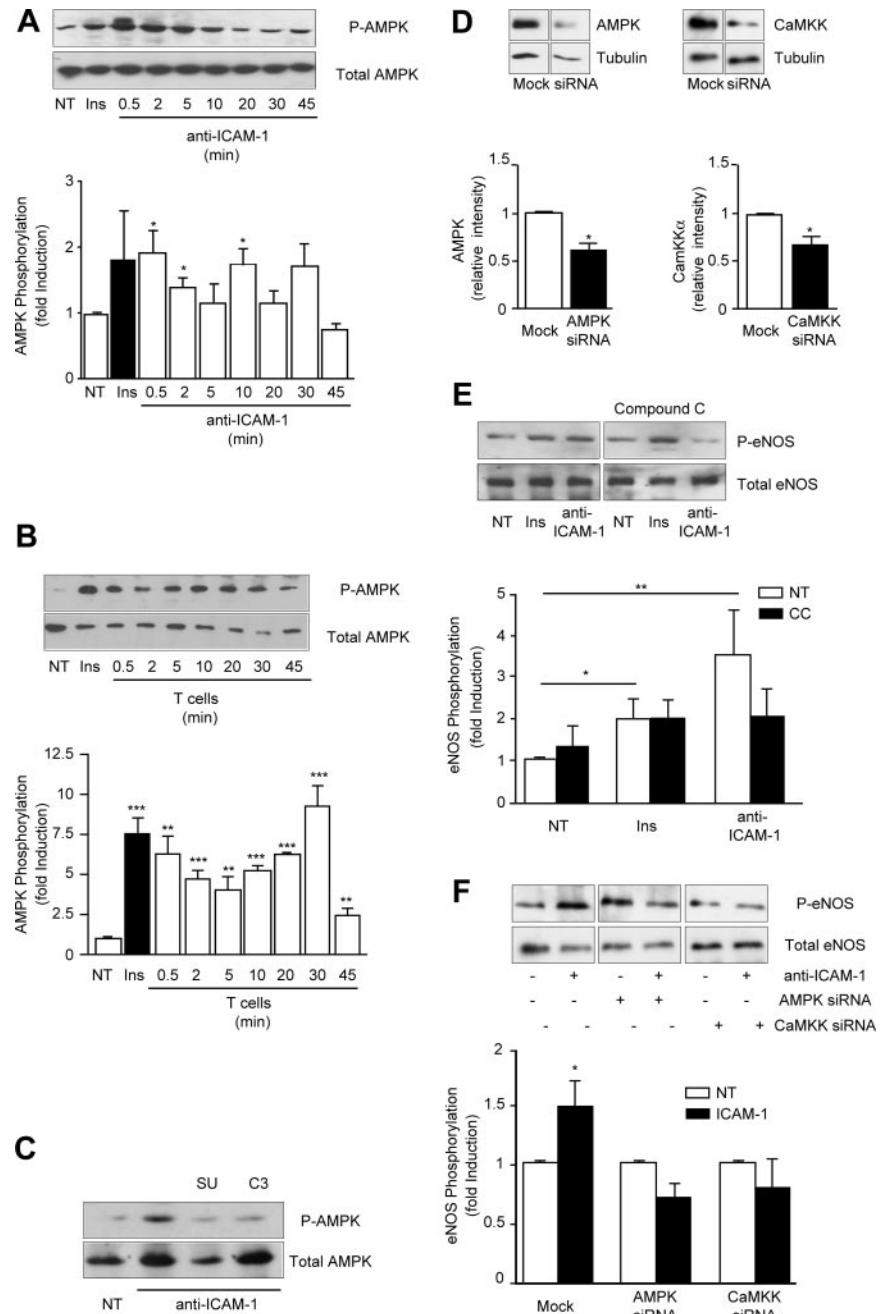 A
P-AMPK
Total AMPK
NT Ins 0.5 2 5 10 20 30 45
anti-ICAM-1
(min)
AMPK Phosphorylation
(fold Induction)
3
2
1
0
* * *
NT Ins 0.5 2 5 10 20 30 45
anti-ICAM-1
(min)
B
P-AMPK
Total AMPK
NT Ins 0.5 2 5 10 20 30 45
T cells
(min)
AMPK Phosphorylation
(fold Induction)
12.5
10
7.5
5
2.5
0
*** ** *** ** *** *** *** **
NT Ins 0.5 2 5 10 20 30 45
T cells
(min)
C
SU C3
P-AMPK
Total AMPK
NT anti-ICAM-1
D
AMPK
Tubulin
Mock siRNA
CaMKK
Tubulin
Mock siRNA
AMPK
(relative intensity)
1.5
1
0.5
0
*
Mock AMPK
siRNA
CamKKα
(relative intensity)
1.5
1
0.5
0
*
Mock CaMKK
siRNA
E
Compound C
P-eNOS
Total eNOS
NT Ins anti-
ICAM-1
NT Ins anti-
ICAM-1
eNOS Phosphorylation
(fold Induction)
5
4
3
2
1
0
**
*
NT
CC
NT Ins anti-
ICAM-1
F
P-eNOS
Total eNOS
- + - + - + anti-ICAM-1
- - + + - - AMPK siRNA
- - - - + + CaMKK siRNA
eNOS Phosphorylation
(fold Induction)
2
1.5
1
0.5
0
*
NT
ICAM-1
Mock AMPK CaMKK
siRNA siRNA